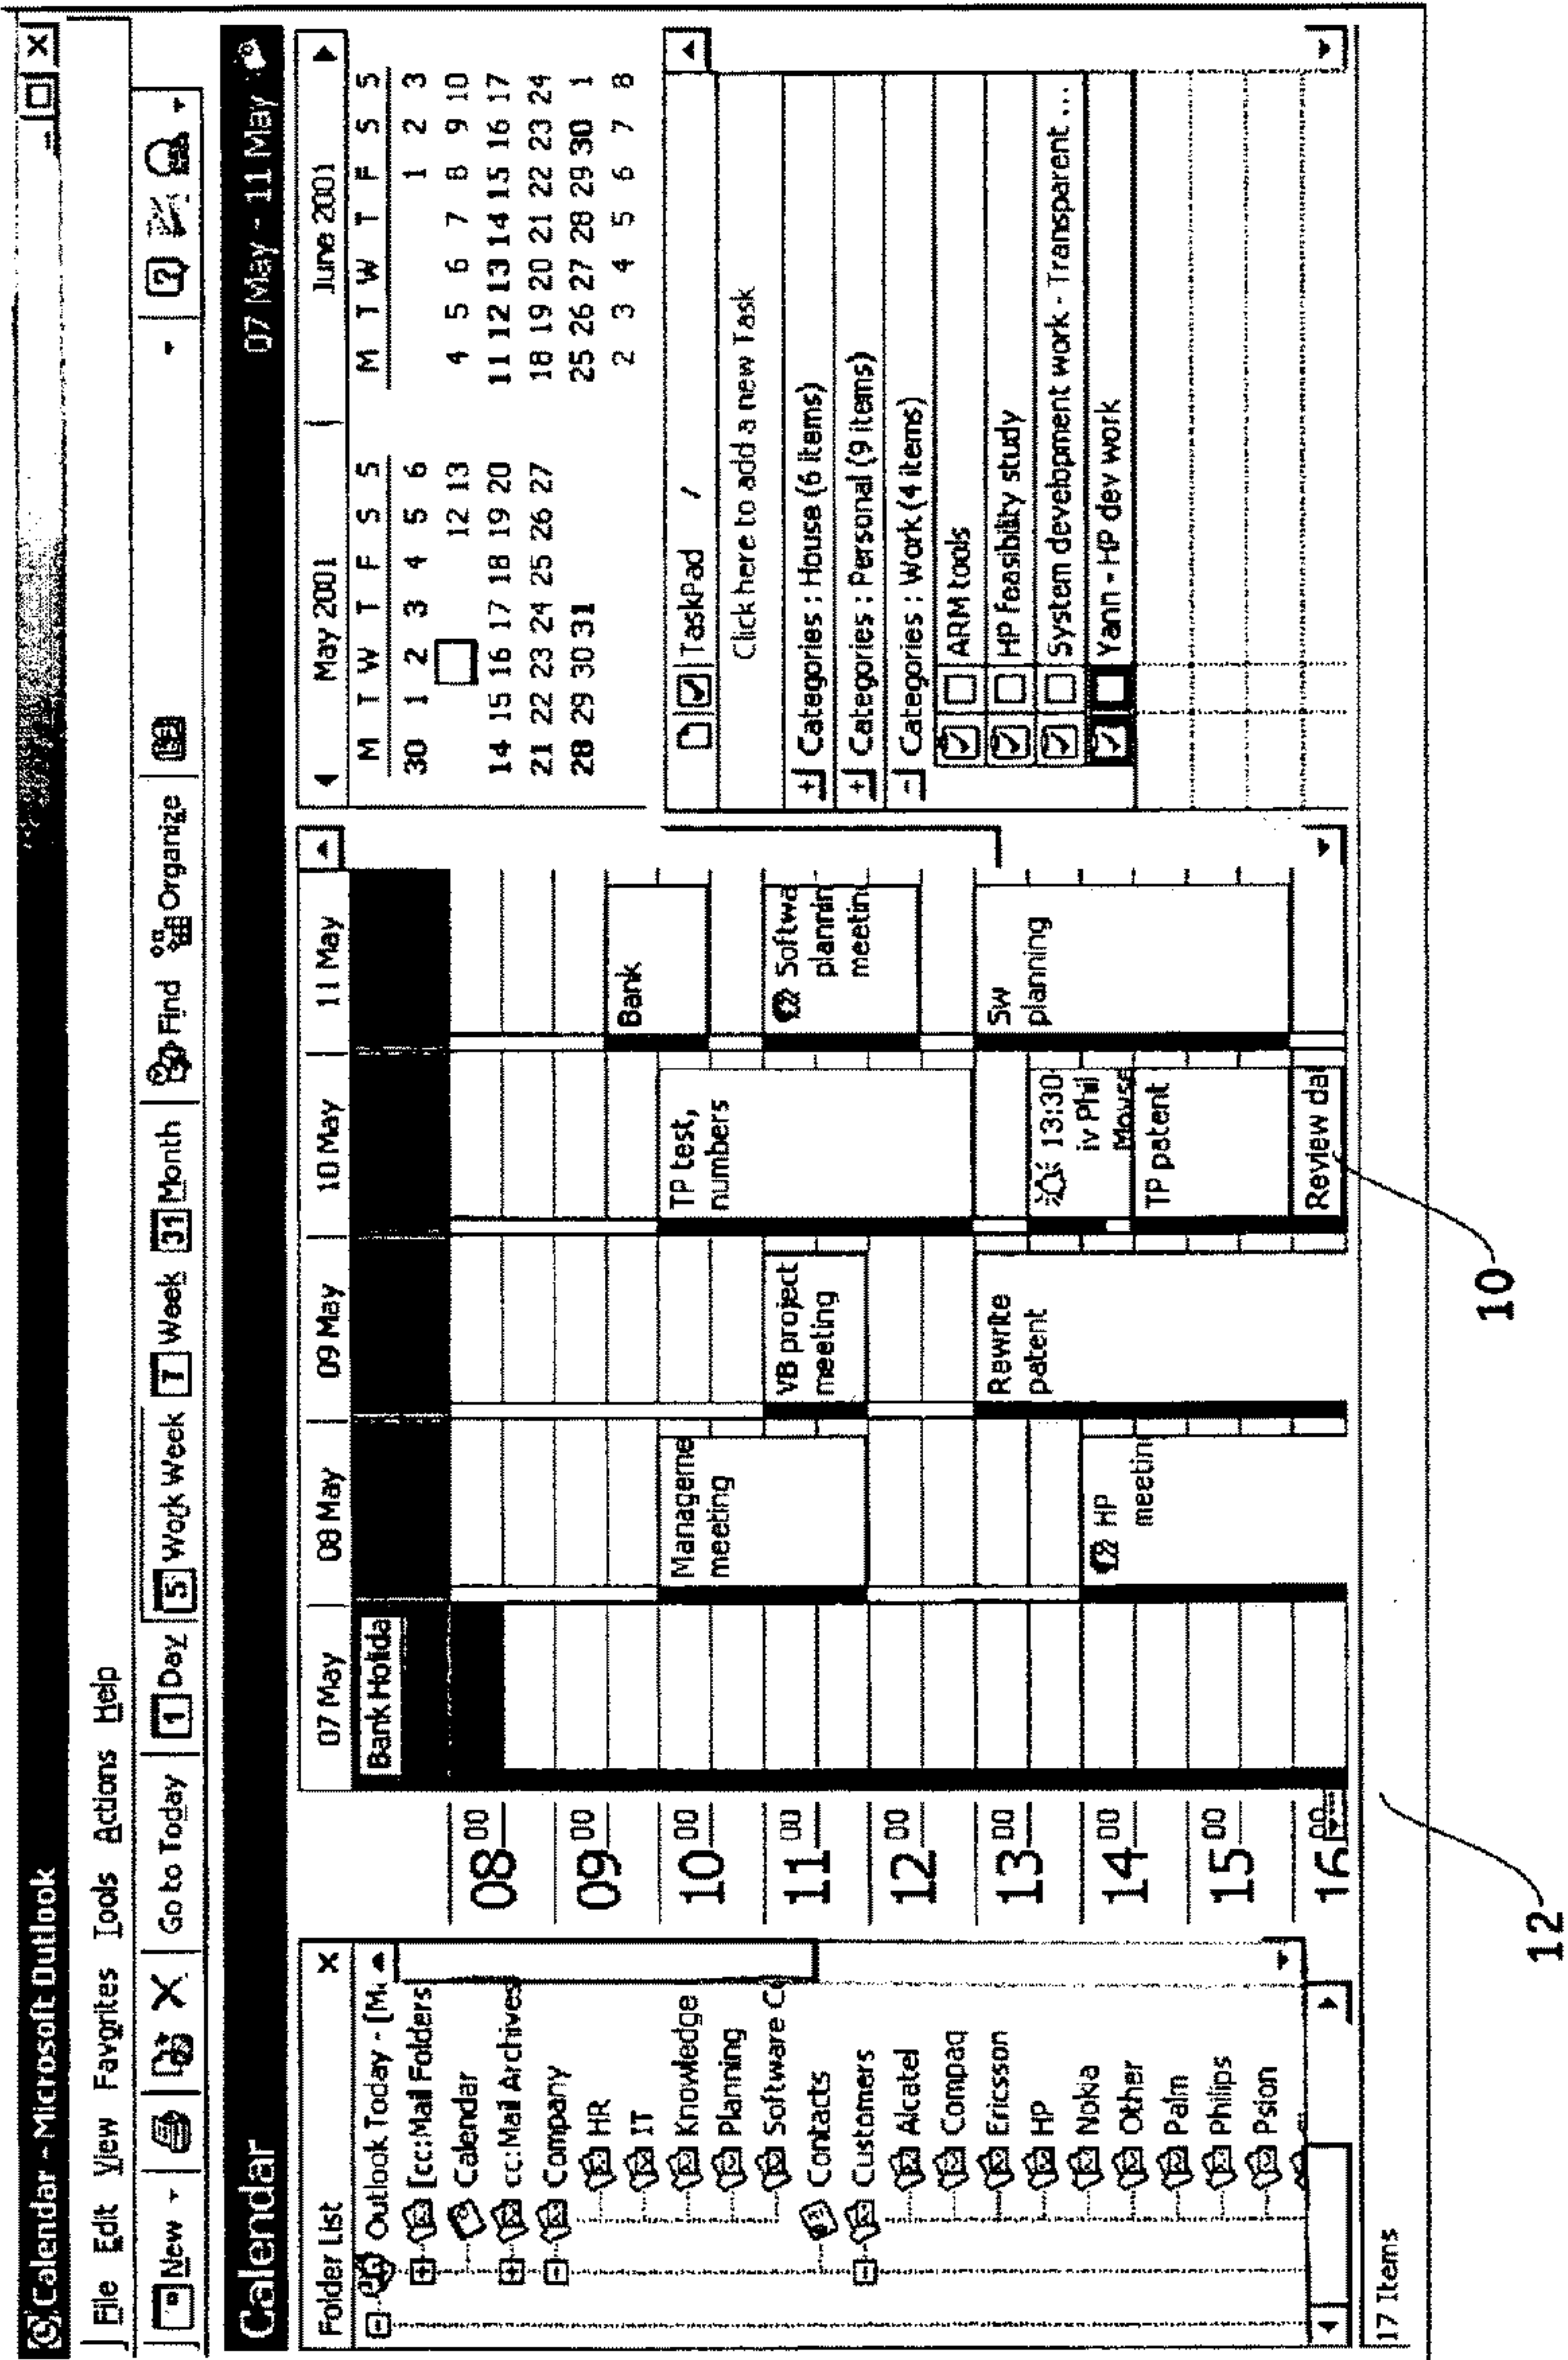 Calendar - Microsoft Outlook
File Edit View Favorites Tools Actions Help
New Go to Today 1 Day 5 Work Week 7 Week 31 Month Find Organize
Calendar 07 May - 11 May
Folder List
Outlook Today - [M
[cc:Mail Folders
Calendar
cc:Mail Archives
Company
HR
IT
Knowledge
Planning
Software C
Contacts
Customers
Alcatel
Compaq
Ericsson
HP
Nokia
Other
Palm
Philips
Psion
17 Items
08 00
09 00
10 00
11 00
12 00
13 00
14 00
15 00
16 00
07 May 08 May 09 May 10 May 11 May
Bank Holida
Manageme
meeting
HP
meetin
VB project
meeting
Rewrite
patent
TP test,
numbers
13:30
iv Phil
Mouse
TP patent
Review da
Bank
Softwa
plannin
meetin
SW
planning
May 2001
M T W T F S S
30 1 2 3 4 5 6
12 13
14 15 16 17 18 19 20
21 22 23 24 25 26 27
28 29 30 31
June 2001
M T W T F S S
1 2 3
4 5 6 7 8 9 10
11 12 13 14 15 16 17
18 19 20 21 22 23 24
25 26 27 28 29 30 1
2 3 4 5 6 7 8
TaskPad
Click here to add a new Task
Categories : House (6 items)
Categories : Personal (9 items)
Categories : Work (4 items)
ARM tools
HP feasibility study
System development work - Transparent ...
Yann - HP dev work
12
10